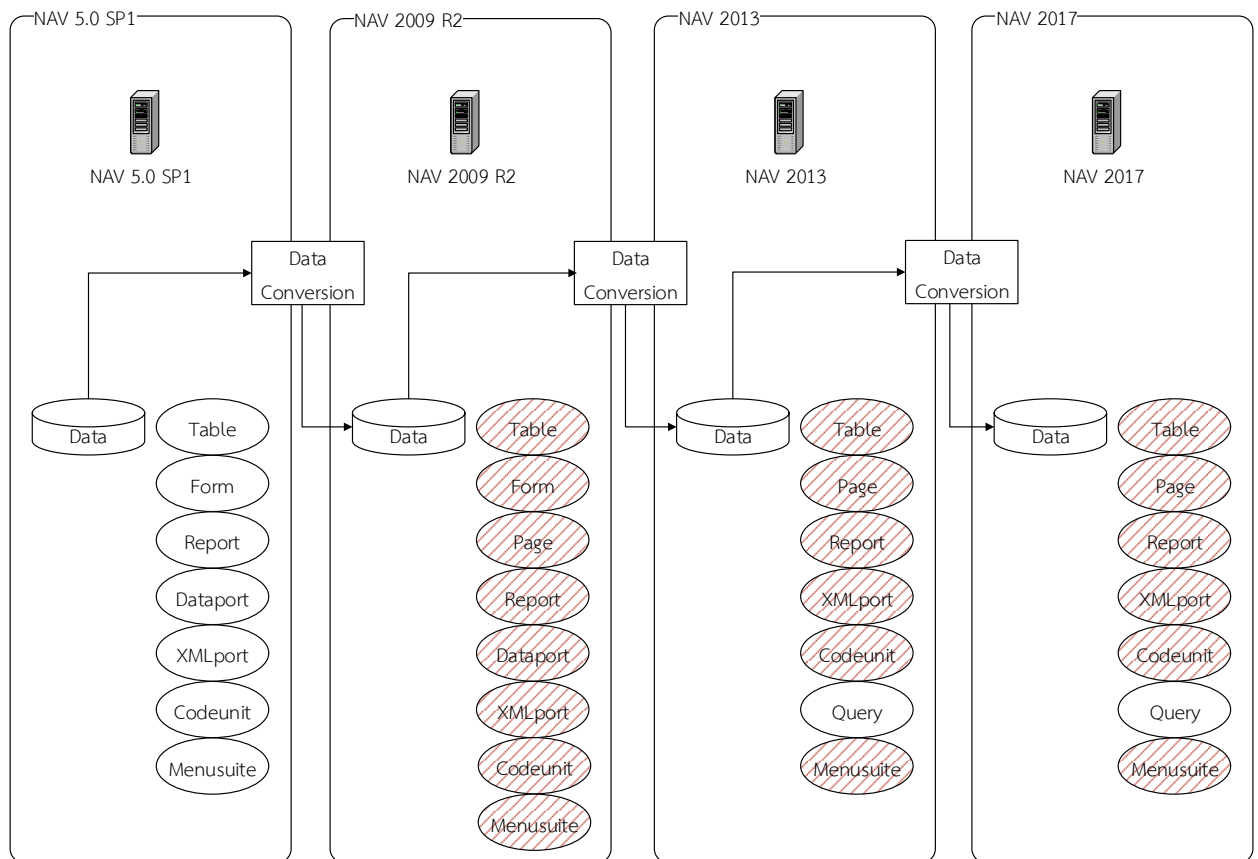 NAV 5.0 SP1
NAV 2009 R2
NAV 2013
NAV 2017
NAV 5.0 SP1
NAV 2009 R2
NAV 2013
NAV 2017
Data
Conversion
Data
Conversion
Data
Conversion
Data
Table
Form
Report
Dataport
XMLport
Codeunit
Menusuite
Data
Table
Form
Page
Report
Dataport
XMLport
Codeunit
Menusuite
Data
Table
Page
Report
XMLport
Codeunit
Query
Menusuite
Data
Table
Page
Report
XMLport
Codeunit
Query
Menusuite